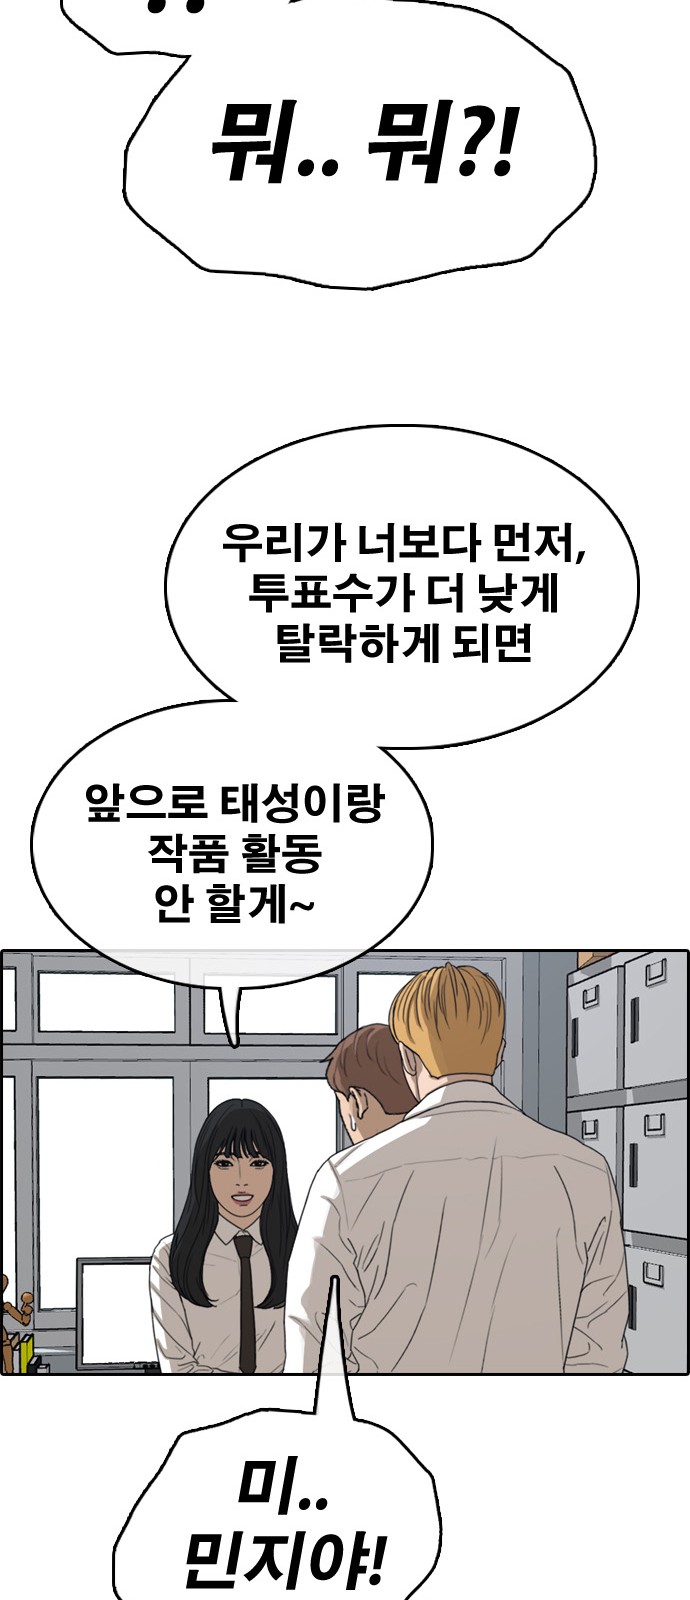 뭐.. 뭐?!
우리가 너보다 먼저,
투표수가 더 낮게
탈락하게 되면
앞으로 태성이랑
작품 활동
안 할게~
미..
민지야!